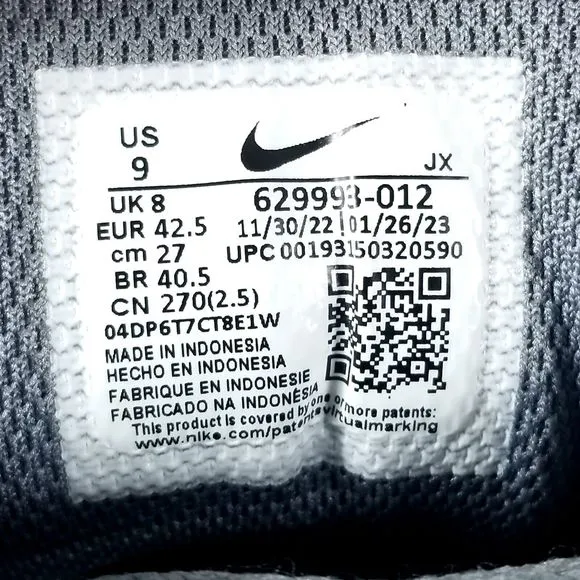 US
9
JX
UK 8
629993-012
EUR 42.5
11/30/22 01/26/23
cm 27
UPC 00193150320590
BR 40.5
CN 270(2.5)
04DP6T7CT8E1W
MADE IN INDONESIA
HECHO EN INDONESIA
FABRIQUE EN INDONESIE
FABRICADO NA INDONÉSIA
This product is covered by one or more patents:
www.nike.com/patentsvirtualmarking